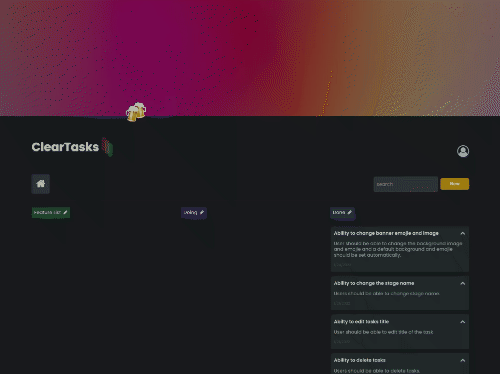 ClearTasks
search
New
Feature List
Doing
Done
Ability to change banner emojie and image
User should be able to change the background image
and emojie and a default background and emojie
should be set automatically.
Ability to change the stage name
Users should be able to change stage name.
Ability to edit tasks title
User should be able to edit title of the task
Ability to delete tasks
Users should be able to delete tasks.